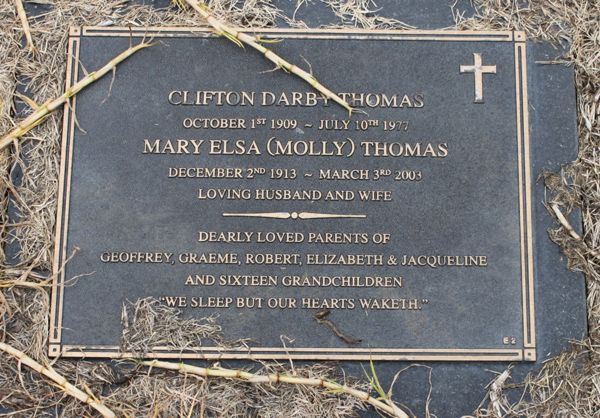 CLIFTON DARBY THOMAS
OCTOBER 1ST 1909 ~ JULY 10TH 1977
MARY ELSA (MOLLY) THOMAS
DECEMBER 2ND 1913 ~ MARCH 3RD 2003
LOVING HUSBAND AND WIFE
DEARLY LOVED PARENTS OF
GEOFFREY, GRAEME, ROBERT, ELIZABETH & JACQUELINE
AND SIXTEEN GRANDCHILDREN
"WE SLEEP BUT OUR HEARTS WAKETH."
E2